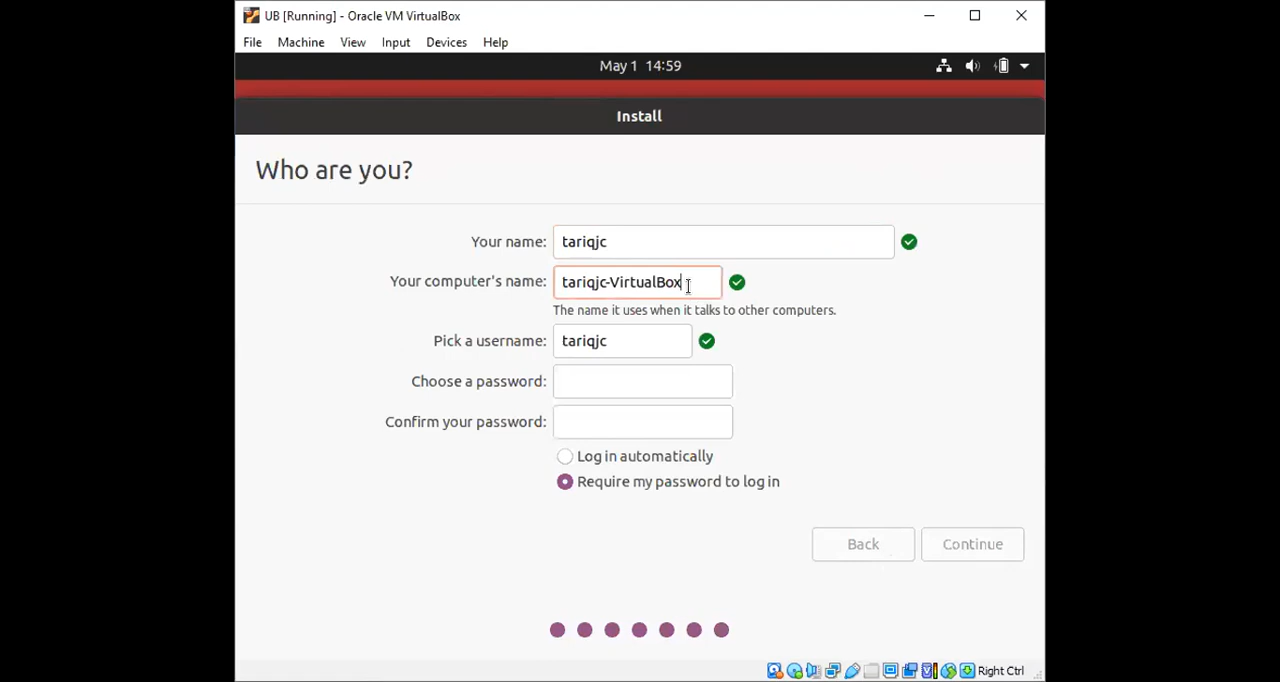 UB [Running] - Oracle VM VirtualBox
File Machine View Input Devices Help
May 1 14:59
Install
Who are you?
Your name: tariqjc
Your computer's name: tariqjc-VirtualBox
The name it uses when it talks to other computers.
Pick a username: tariqjc
Choose a password:
Confirm your password:
Log in automatically
Require my password to log in
Back Continue
Right Ctrl